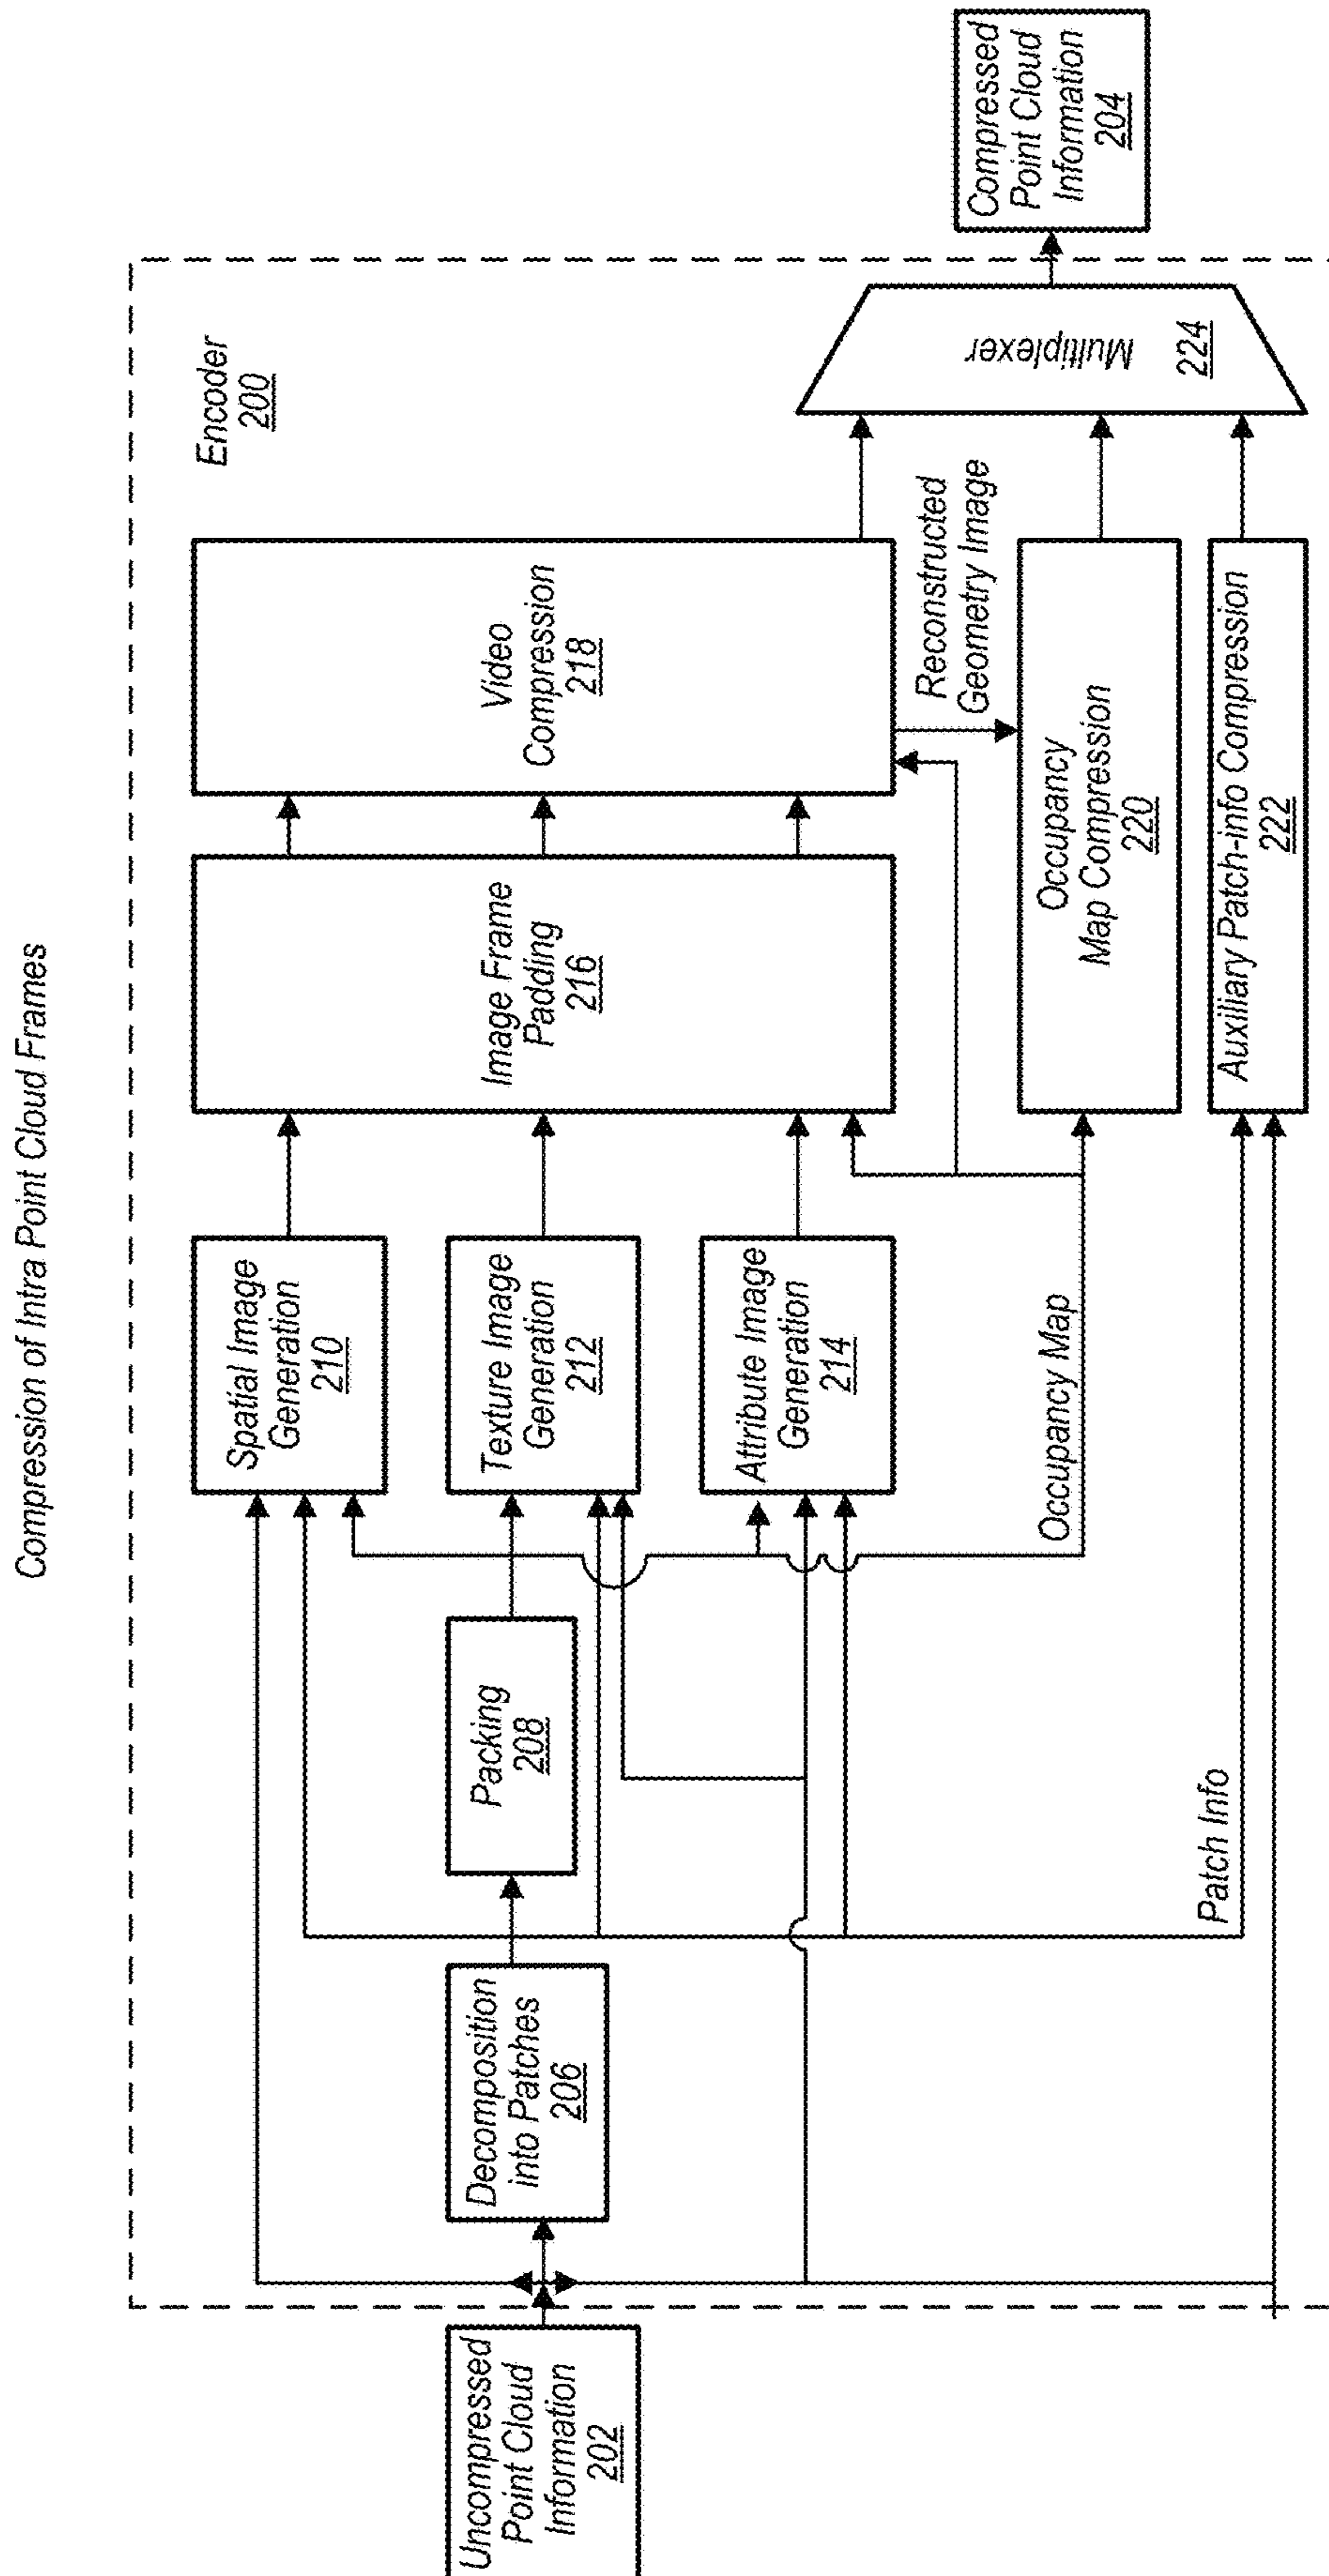 Compression of Intra Point Cloud Frames
Encoder
200
Uncompressed
Point Cloud
Information
202
Decomposition
into Patches
206
Packing
208
Spatial Image
Generation
210
Texture Image
Generation
212
Attribute Image
Generation
214
Image Frame
Padding
216
Video
Compression
218
Reconstructed
Geometry Image
Occupancy Map
Occupancy
Map Compression
220
Patch Info
Auxiliary Patch-info Compression
222
Multiplexer
224
Compressed
Point Cloud
Information
204